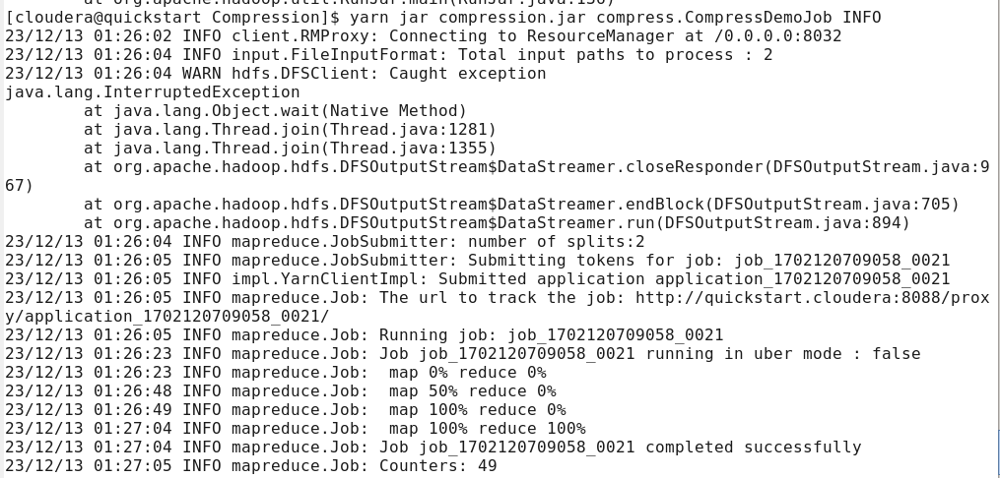 at org.apache.hadoop.util.RunJar.main(RunJar.java:136)
[cloudera@quickstart Compression]$ yarn jar compression.jar compress.CompressDemoJob INFO
23/12/13 01:26:02 INFO client.RMProxy: Connecting to ResourceManager at /0.0.0.0:8032
23/12/13 01:26:04 INFO input.FileInputFormat: Total input paths to process : 2
23/12/13 01:26:04 WARN hdfs.DFSClient: Caught exception
java.lang.InterruptedException
        at java.lang.Object.wait(Native Method)
        at java.lang.Thread.join(Thread.java:1281)
        at java.lang.Thread.join(Thread.java:1355)
        at org.apache.hadoop.hdfs.DFSOutputStream$DataStreamer.closeResponder(DFSOutputStream.java:9
67)
        at org.apache.hadoop.hdfs.DFSOutputStream$DataStreamer.endBlock(DFSOutputStream.java:705)
        at org.apache.hadoop.hdfs.DFSOutputStream$DataStreamer.run(DFSOutputStream.java:894)
23/12/13 01:26:04 INFO mapreduce.JobSubmitter: number of splits:2
23/12/13 01:26:05 INFO mapreduce.JobSubmitter: Submitting tokens for job: job_1702120709058_0021
23/12/13 01:26:05 INFO impl.YarnClientImpl: Submitted application application_1702120709058_0021
23/12/13 01:26:05 INFO mapreduce.Job: The url to track the job: http://quickstart.cloudera:8088/prox
y/application_1702120709058_0021/
23/12/13 01:26:05 INFO mapreduce.Job: Running job: job_1702120709058_0021
23/12/13 01:26:23 INFO mapreduce.Job: Job job_1702120709058_0021 running in uber mode : false
23/12/13 01:26:23 INFO mapreduce.Job:  map 0% reduce 0%
23/12/13 01:26:48 INFO mapreduce.Job:  map 50% reduce 0%
23/12/13 01:26:49 INFO mapreduce.Job:  map 100% reduce 0%
23/12/13 01:27:04 INFO mapreduce.Job:  map 100% reduce 100%
23/12/13 01:27:04 INFO mapreduce.Job: Job job_1702120709058_0021 completed successfully
23/12/13 01:27:05 INFO mapreduce.Job: Counters: 49